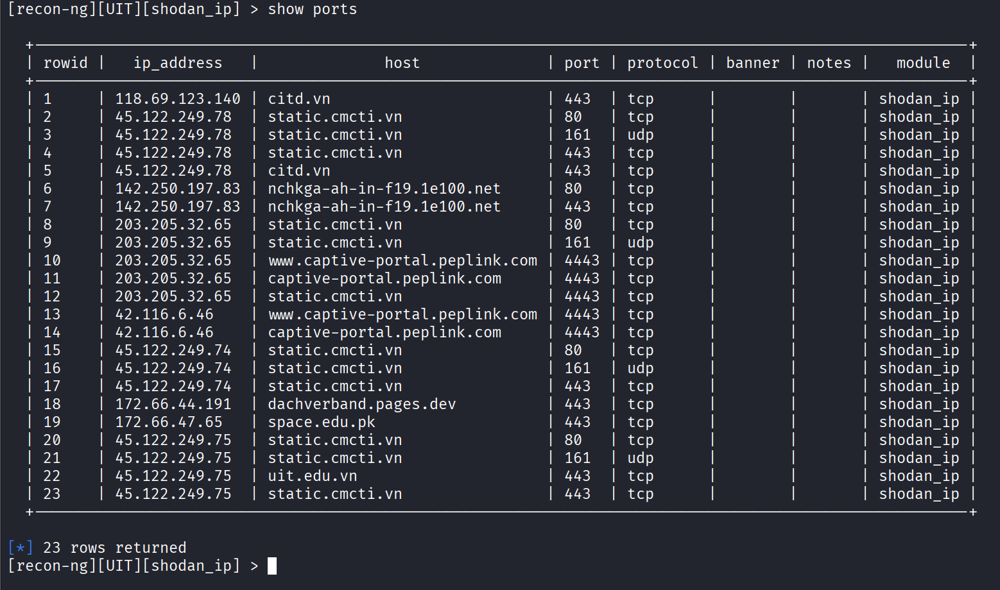 [recon-ng][UIT][shodan_ip] > show ports
+---------------------------------------------------------------------------------------------------------+
| rowid | ip_address | host | port | protocol | banner | notes | module |
+---------------------------------------------------------------------------------------------------------+
| 1 | 118.69.123.140 | citd.vn | 443 | tcp | | | shodan_ip |
| 2 | 45.122.249.78 | static.cmcti.vn | 80 | tcp | | | shodan_ip |
| 3 | 45.122.249.78 | static.cmcti.vn | 161 | udp | | | shodan_ip |
| 4 | 45.122.249.78 | static.cmcti.vn | 443 | tcp | | | shodan_ip |
| 5 | 45.122.249.78 | citd.vn | 443 | tcp | | | shodan_ip |
| 6 | 142.250.197.83 | nchkga-ah-in-f19.1e100.net | 80 | tcp | | | shodan_ip |
| 7 | 142.250.197.83 | nchkga-ah-in-f19.1e100.net | 443 | tcp | | | shodan_ip |
| 8 | 203.205.32.65 | static.cmcti.vn | 80 | tcp | | | shodan_ip |
| 9 | 203.205.32.65 | static.cmcti.vn | 161 | udp | | | shodan_ip |
| 10 | 203.205.32.65 | www.captive-portal.peplink.com | 4443 | tcp | | | shodan_ip |
| 11 | 203.205.32.65 | captive-portal.peplink.com | 4443 | tcp | | | shodan_ip |
| 12 | 203.205.32.65 | static.cmcti.vn | 4443 | tcp | | | shodan_ip |
| 13 | 42.116.6.46 | www.captive-portal.peplink.com | 4443 | tcp | | | shodan_ip |
| 14 | 42.116.6.46 | captive-portal.peplink.com | 4443 | tcp | | | shodan_ip |
| 15 | 45.122.249.74 | static.cmcti.vn | 80 | tcp | | | shodan_ip |
| 16 | 45.122.249.74 | static.cmcti.vn | 161 | udp | | | shodan_ip |
| 17 | 45.122.249.74 | static.cmcti.vn | 443 | tcp | | | shodan_ip |
| 18 | 172.66.44.191 | dachverband.pages.dev | 443 | tcp | | | shodan_ip |
| 19 | 172.66.47.65 | space.edu.pk | 443 | tcp | | | shodan_ip |
| 20 | 45.122.249.75 | static.cmcti.vn | 80 | tcp | | | shodan_ip |
| 21 | 45.122.249.75 | static.cmcti.vn | 161 | udp | | | shodan_ip |
| 22 | 45.122.249.75 | uit.edu.vn | 443 | tcp | | | shodan_ip |
| 23 | 45.122.249.75 | static.cmcti.vn | 443 | tcp | | | shodan_ip |
+---------------------------------------------------------------------------------------------------------+
[*] 23 rows returned
[recon-ng][UIT][shodan_ip] >